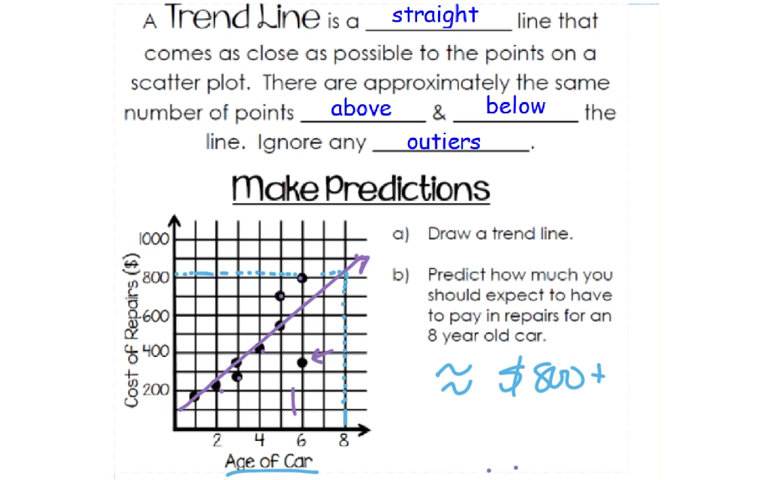 A Trend Line is a straight line that
comes as close as possible to the points on a
scatter plot. There are approximately the same
number of points above & below the
line. Ignore any outiers.
Make Predictions
Cost of Repairs ($)
1000
800
600
400
200
2 4 6 8
Age of Car
a) Draw a trend line.
b) Predict how much you
should expect to have
to pay in repairs for an
8 year old car.
≈ $800+